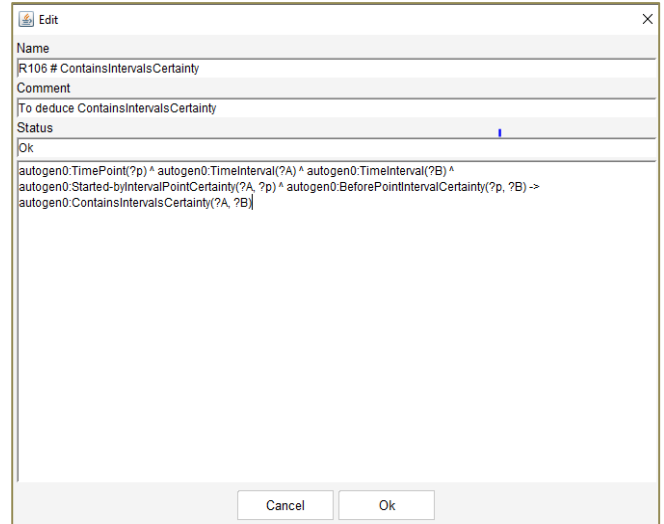 Edit
Name
R106 # ContainsIntervalsCertainty
Comment
To deduce ContainsIntervalsCertainty
Status
Ok
autogen0:TimePoint(?p) ^ autogen0:TimeInterval(?A) ^ autogen0:TimeInterval(?B) ^
autogen0:Started-byIntervalPointCertainty(?A, ?p) ^ autogen0:BeforePointIntervalCertainty(?p, ?B) ->
autogen0:ContainsIntervalsCertainty(?A, ?B)
Cancel Ok